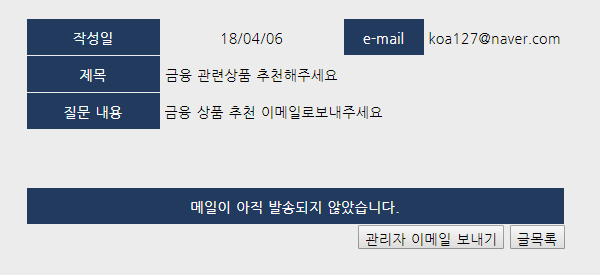 작성일 18/04/06 e-mail koa127@naver.com
제목 금융 관련상품 추천해주세요
질문 내용 금융 상품 추천 이메일로보내주세요
메일이 아직 발송되지 않았습니다.
관리자 이메일 보내기 글목록